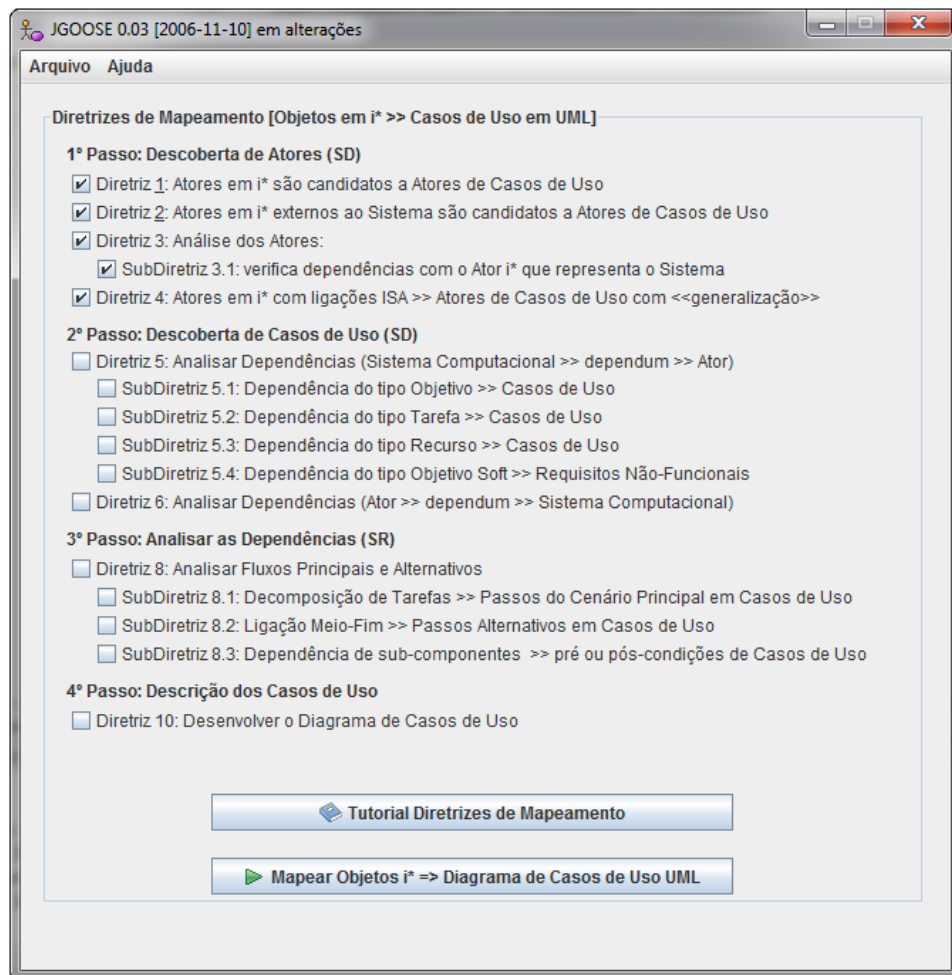 JGOOSE 0.03 [2006-11-10] em alterações
Arquivo Ajuda
Diretrizes de Mapeamento [Objetos em i* >> Casos de Uso em UML]
1º Passo: Descoberta de Atores (SD)
Diretriz 1: Atores em i* são candidatos a Atores de Casos de Uso
Diretriz 2: Atores em i* externos ao Sistema são candidatos a Atores de Casos de Uso
Diretriz 3: Análise dos Atores:
SubDiretriz 3.1: verifica dependências com o Ator i* que representa o Sistema
Diretriz 4: Atores em i* com ligações ISA >> Atores de Casos de Uso com <<generalização>>
2º Passo: Descoberta de Casos de Uso (SD)
Diretriz 5: Analisar Dependências (Sistema Computacional >> dependum >> Ator)
SubDiretriz 5.1: Dependência do tipo Objetivo >> Casos de Uso
SubDiretriz 5.2: Dependência do tipo Tarefa >> Casos de Uso
SubDiretriz 5.3: Dependência do tipo Recurso >> Casos de Uso
SubDiretriz 5.4: Dependência do tipo Objetivo Soft >> Requisitos Não-Funcionais
Diretriz 6: Analisar Dependências (Ator >> dependum >> Sistema Computacional)
3º Passo: Analisar as Dependências (SR)
Diretriz 8: Analisar Fluxos Principais e Alternativos
SubDiretriz 8.1: Decomposição de Tarefas >> Passos do Cenário Principal em Casos de Uso
SubDiretriz 8.2: Ligação Meio-Fim >> Passos Alternativos em Casos de Uso
SubDiretriz 8.3: Dependência de sub-componentes >> pré ou pós-condições de Casos de Uso
4º Passo: Descrição dos Casos de Uso
Diretriz 10: Desenvolver o Diagrama de Casos de Uso
Tutorial Diretrizes de Mapeamento
Mapear Objetos i* => Diagrama de Casos de Uso UML